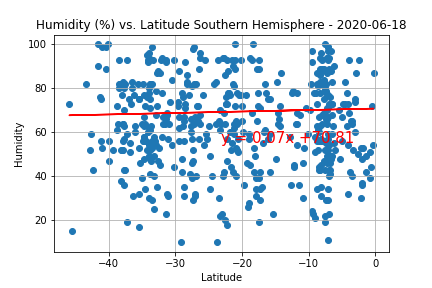 Humidity (%) vs. Latitude Southern Hemisphere - 2020-06-18
100
80
60
40
20
Humidity
y = 0.07x +70.81
−40
−30
−20
−10
0
Latitude